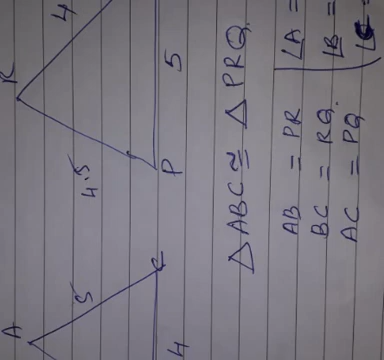 R
4
4.5
5
P
A
5
C
4
△ABC ≅ △PRQ.
AB = PR
BC = RQ.
AC = PQ
∠A =
∠B =
∠C =